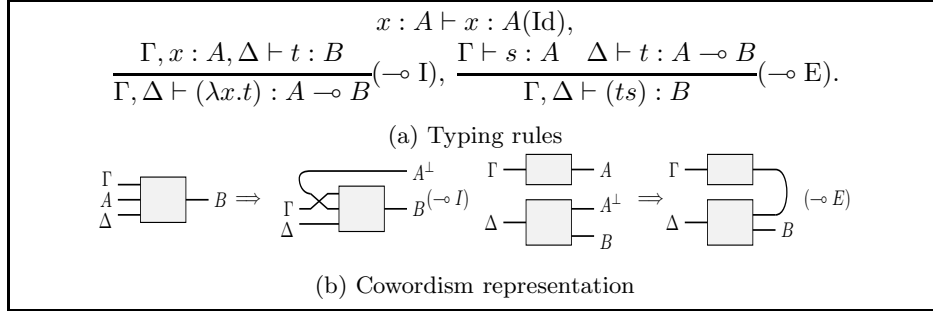 x : A ⊢ x : A(Id),
Γ, x : A, Δ ⊢ t : B
Γ, Δ ⊢ (λx.t) : A ⊸ B (⊸ I), Γ ⊢ s : A Δ ⊢ t : A ⊸ B
Γ, Δ ⊢ (ts) : B (⊸ E).
(a) Typing rules
Γ A Δ B ⟹ Γ Δ A⊥ B (⊸ I) Γ A Δ A⊥ B ⟹ Γ Δ B (⊸ E)
(b) Cowordism representation